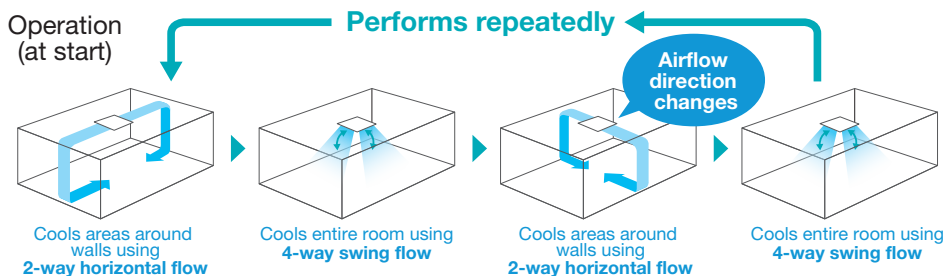 Operation
(at start)
Performs repeatedly
Airflow
direction
changes
Cools areas around
walls using
2-way horizontal flow
Cools entire room using
4-way swing flow
Cools areas around
walls using
2-way horizontal flow
Cools entire room using
4-way swing flow